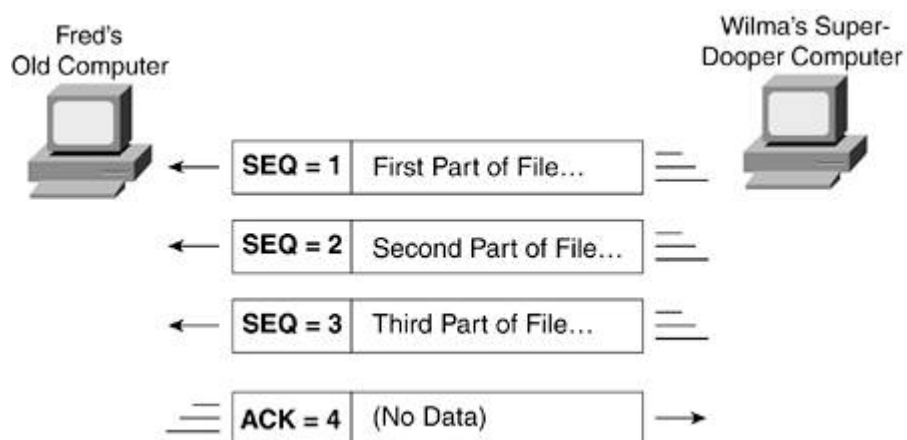 Fred's
Old Computer
Wilma's Super-
Dooper Computer
SEQ = 1 First Part of File...
SEQ = 2 Second Part of File...
SEQ = 3 Third Part of File...
ACK = 4 (No Data)